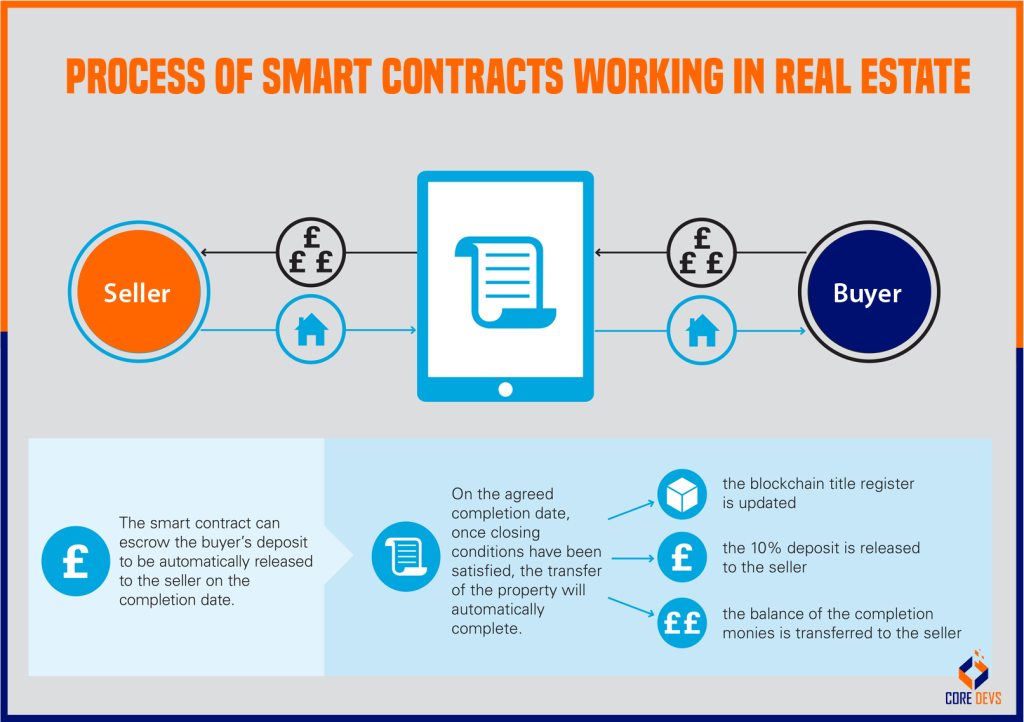 PROCESS OF SMART CONTRACTS WORKING IN REAL ESTATE
£
£ £
£
£ £
Seller
Buyer
£
The smart contract can
escrow the buyer’s deposit
to be automatically released
to the seller on the
completion date.
On the agreed
completion date,
once closing
conditions have been
satisfied, the transfer
of the property will
automatically
complete.
the blockchain title register
is updated
£
the 10% deposit is released
to the seller
££
the balance of the completion
monies is transferred to the seller
CORE DEVS